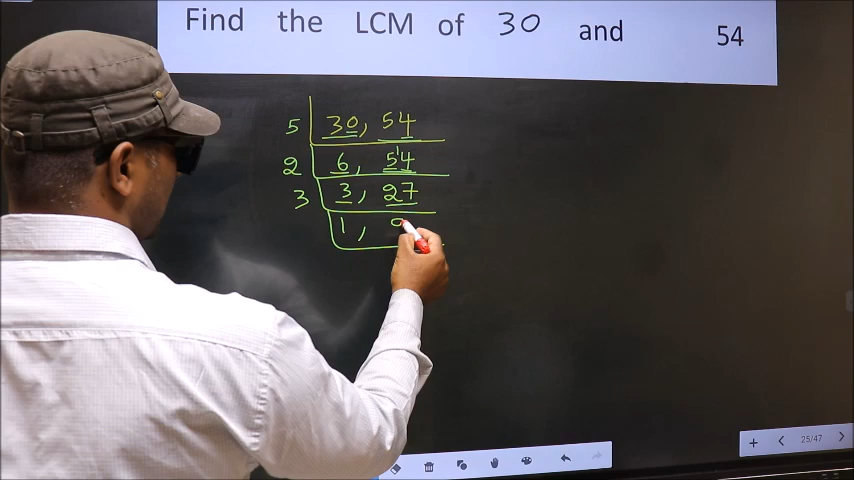 Find the LCM of 30 and 54
5 30, 54
2 6, 54
3 3, 27
1, 9
25/47